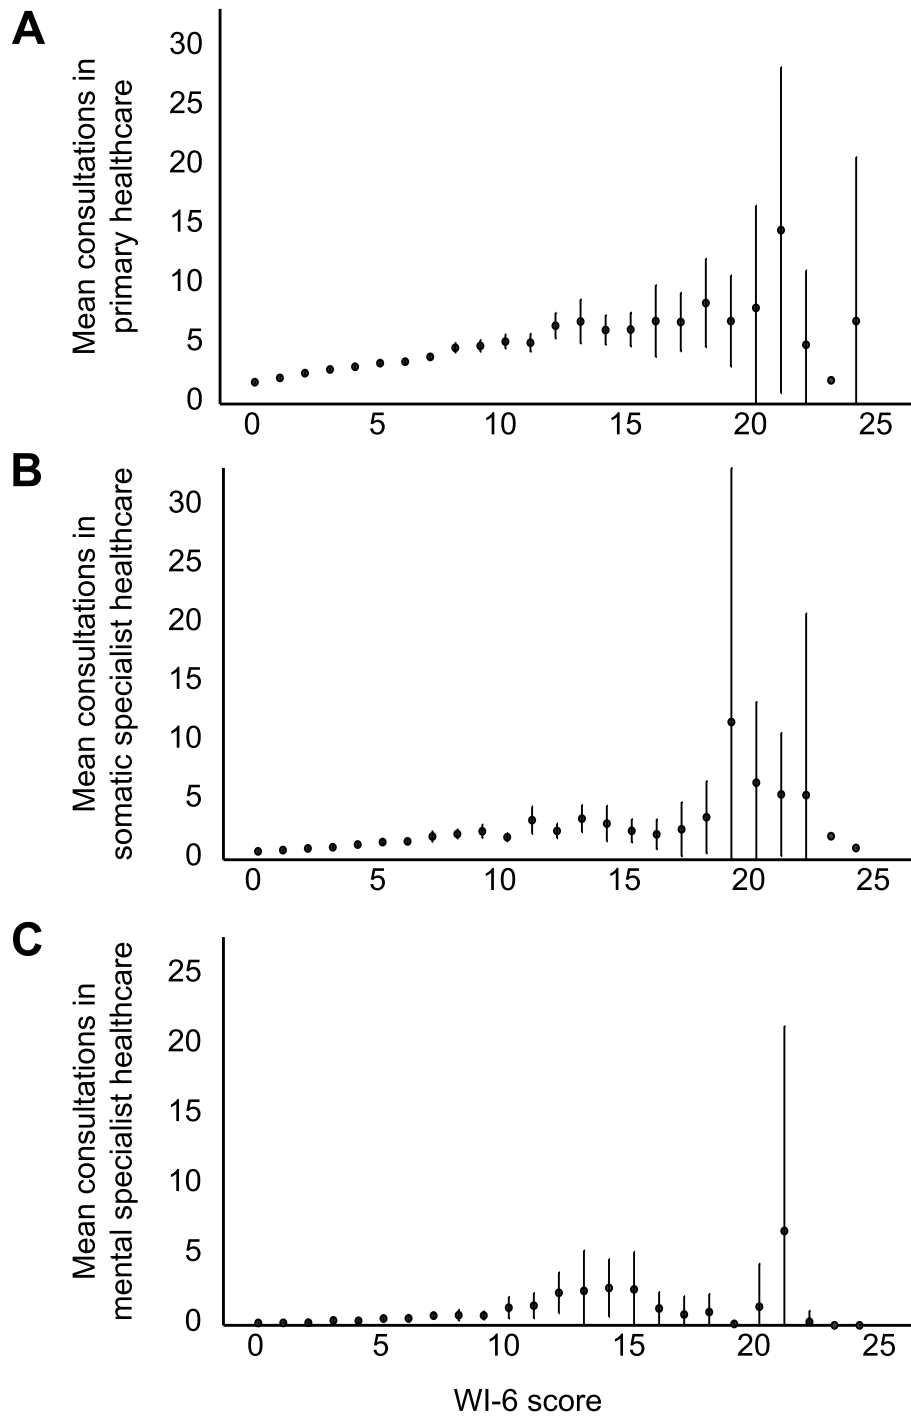 A
Mean consultations in
primary healthcare
30
25
20
15
10
5
0
0 5 10 15 20 25
B
Mean consultations in
somatic specialist healthcare
30
25
20
15
10
5
0
0 5 10 15 20 25
C
Mean consultations in
mental specialist healthcare
25
20
15
10
5
0
0 5 10 15 20 25
WI-6 score